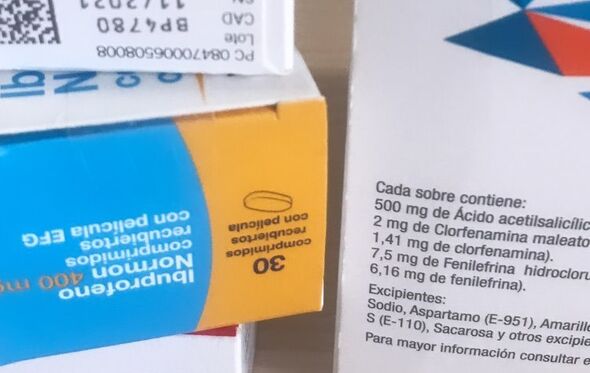 PC 08470006508008
Lote BP4780
CAD 11/2021
SN
Ibuprofeno
Normon 400 m
comprimidos
recubiertos
con película EFG
30
comprimidos
recubiertos
con película
Cada sobre contiene:
500 mg de Ácido acetilsalicílic
2 mg de Clorfenamina maleato
1,41 mg de clorfenamina).
7,5 mg de Fenilefrina hidrocloru
6,16 mg de fenilefrina).
Excipientes:
Sodio, Aspartamo (E-951), Amarill
S (E-110), Sacarosa y otros excipie
Para mayor información consultar e